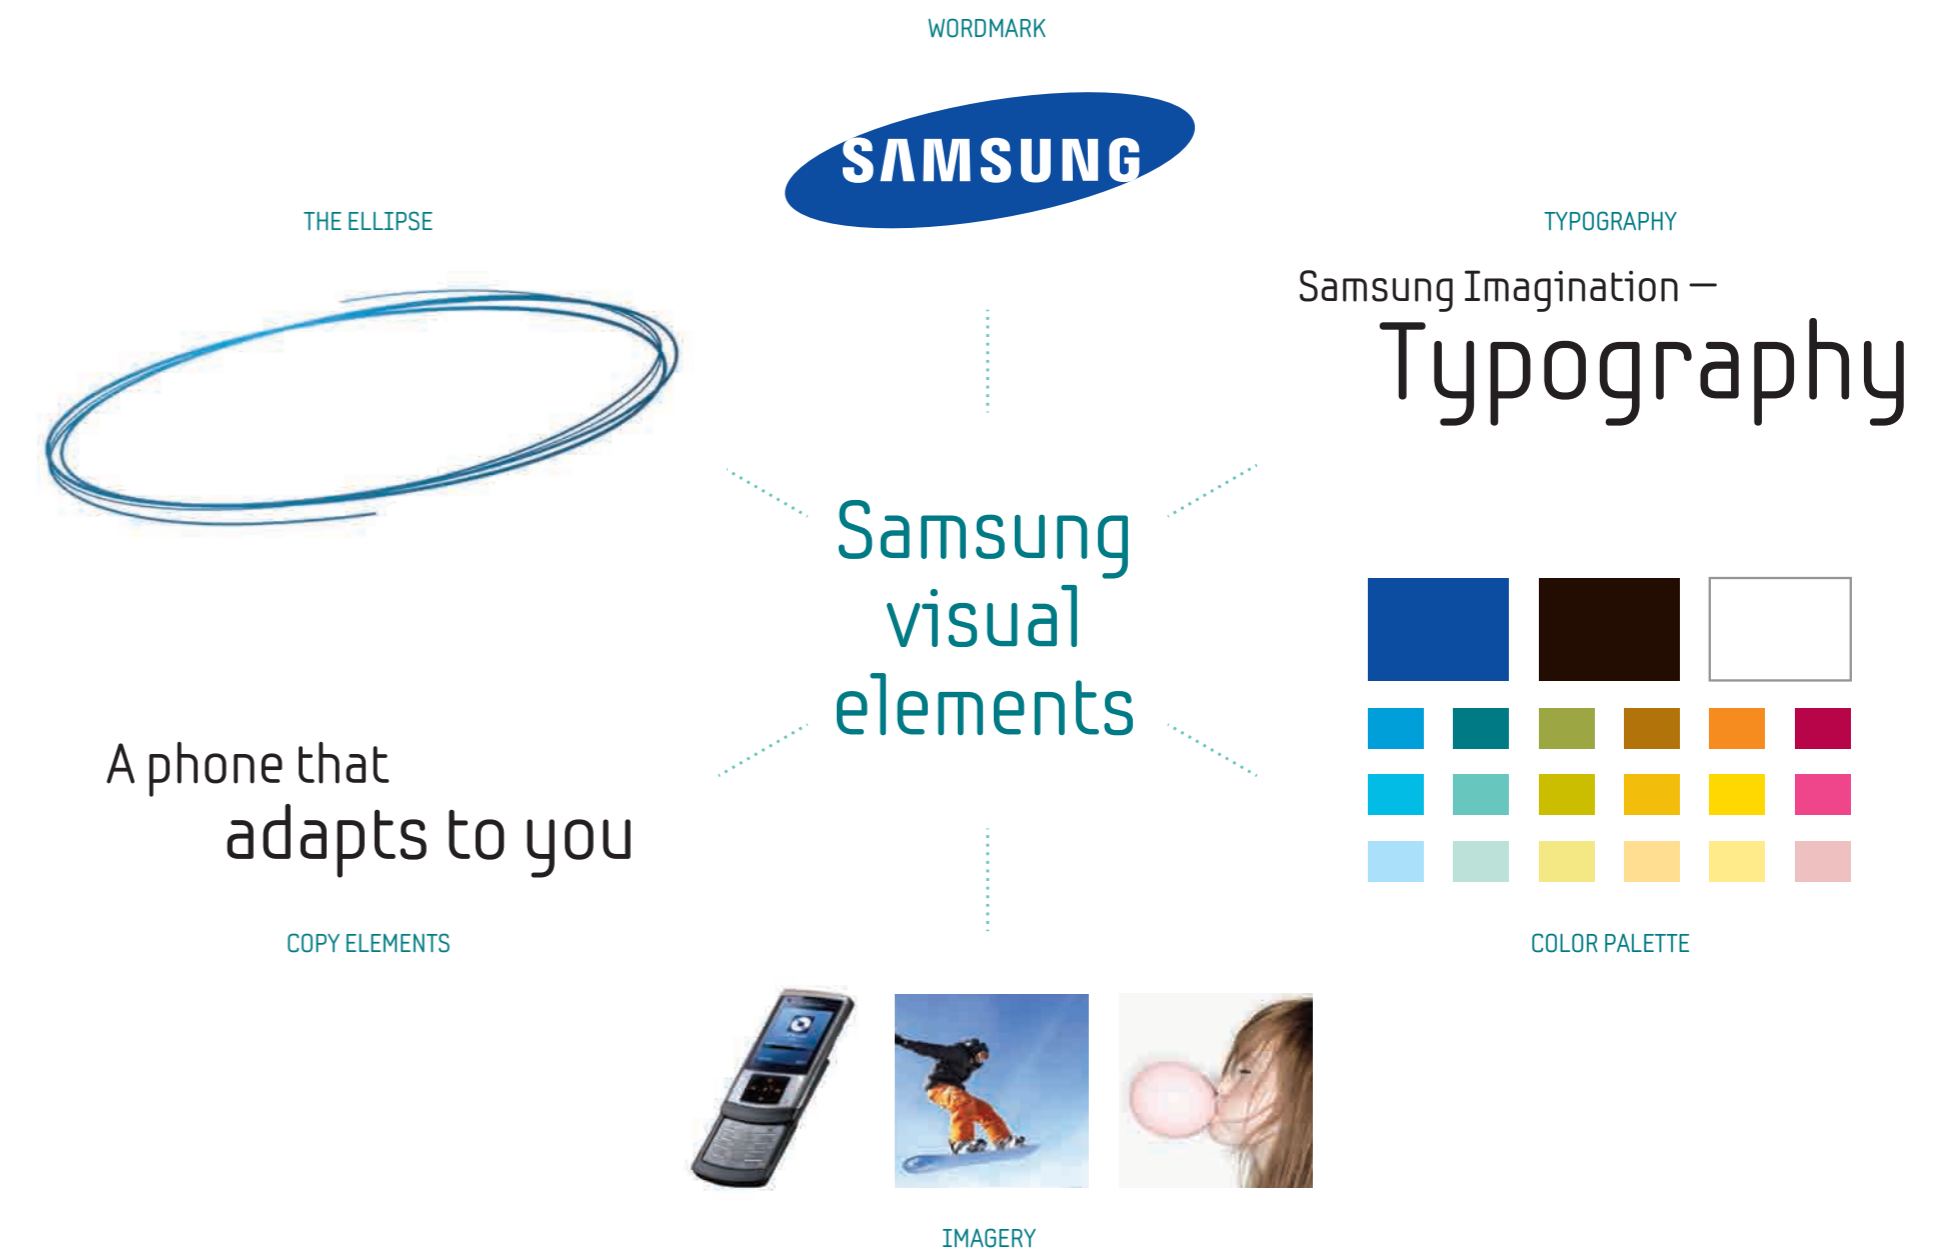 WORDMARK
SAMSUNG
THE ELLIPSE
TYPOGRAPHY
Samsung Imagination —
Typography
Samsung
visual
elements
A phone that
adapts to you
COPY ELEMENTS
COLOR PALETTE
IMAGERY